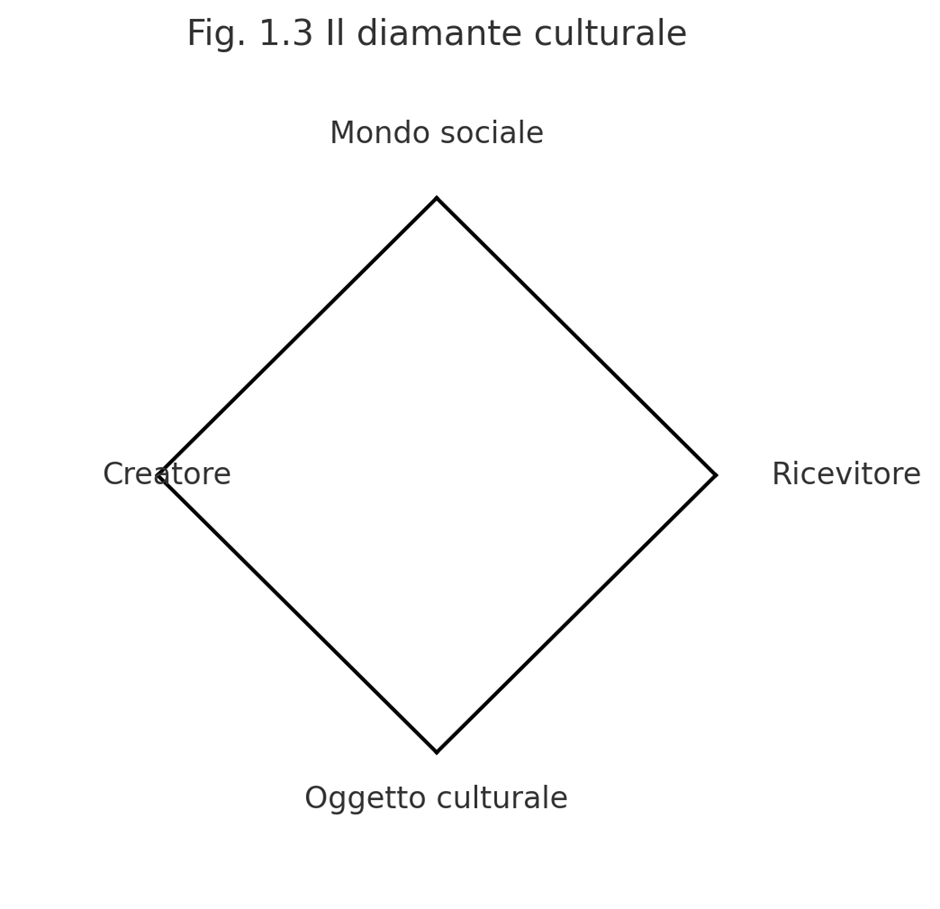 Fig. 1.3 Il diamante culturale
Mondo sociale
Creatore
Ricevitore
Oggetto culturale